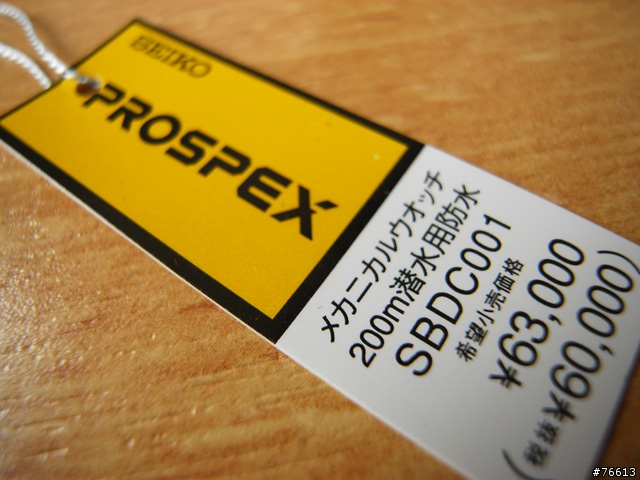 SEIKO
PROSPEX
メカニカルウオッチ
200m潜水用防水
SBDC001
希望小売価格
¥63,000
(税抜¥60,000)
#76613